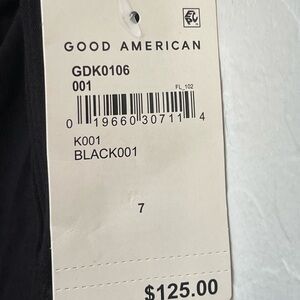 GOOD AMERICAN
GDK0106
001
FL_102
0 19660 30711 4
K001
BLACK001
7
$125.00